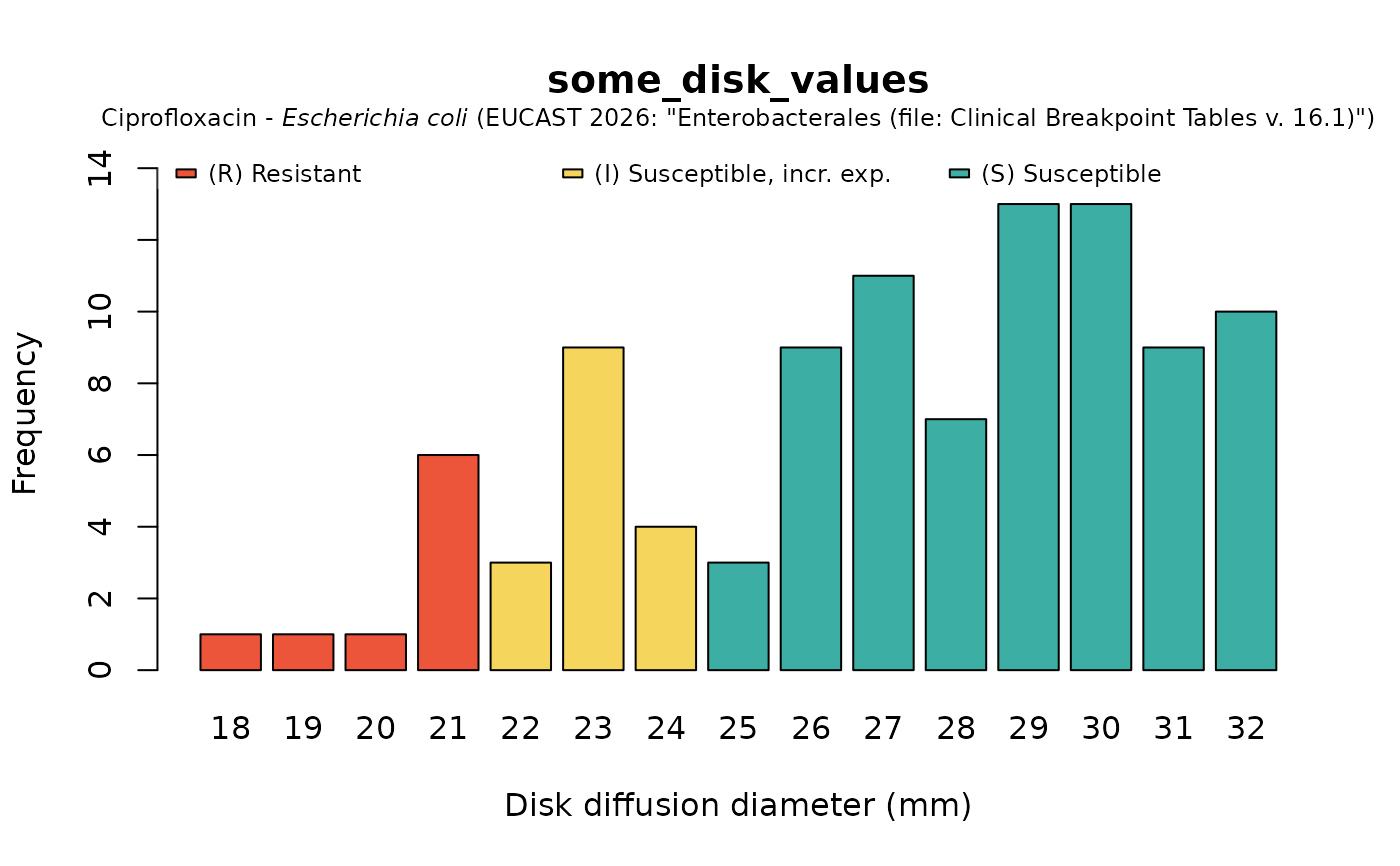 some_disk_values
Ciprofloxacin - Escherichia coli (EUCAST 2026: "Enterobacterales (file: Clinical Breakpoint Tables v. 16.1)")
(R) Resistant (I) Susceptible, incr. exp. (S) Susceptible
14
10
8
6
4
2
0
Frequency
18 19 20 21 22 23 24 25 26 27 28 29 30 31 32
Disk diffusion diameter (mm)